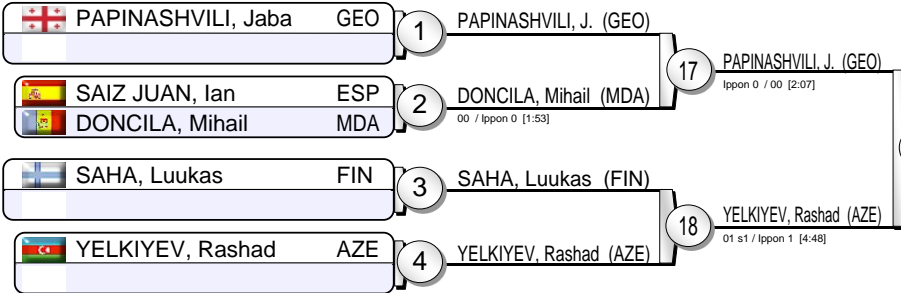 PAPINASHVILI, Jaba GEO
1
PAPINASHVILI, J. (GEO)
SAIZ JUAN, Ian ESP
DONCILA, Mihail MDA
2
DONCILA, Mihail (MDA)
00 / Ippon 0 [1:53]
17
PAPINASHVILI, J. (GEO)
Ippon 0 / 00 [2:07]
SAHA, Luukas FIN
3
SAHA, Luukas (FIN)
YELKIYEV, Rashad AZE
4
YELKIYEV, Rashad (AZE)
18
YELKIYEV, Rashad (AZE)
01 s1 / Ippon 1 [4:48]